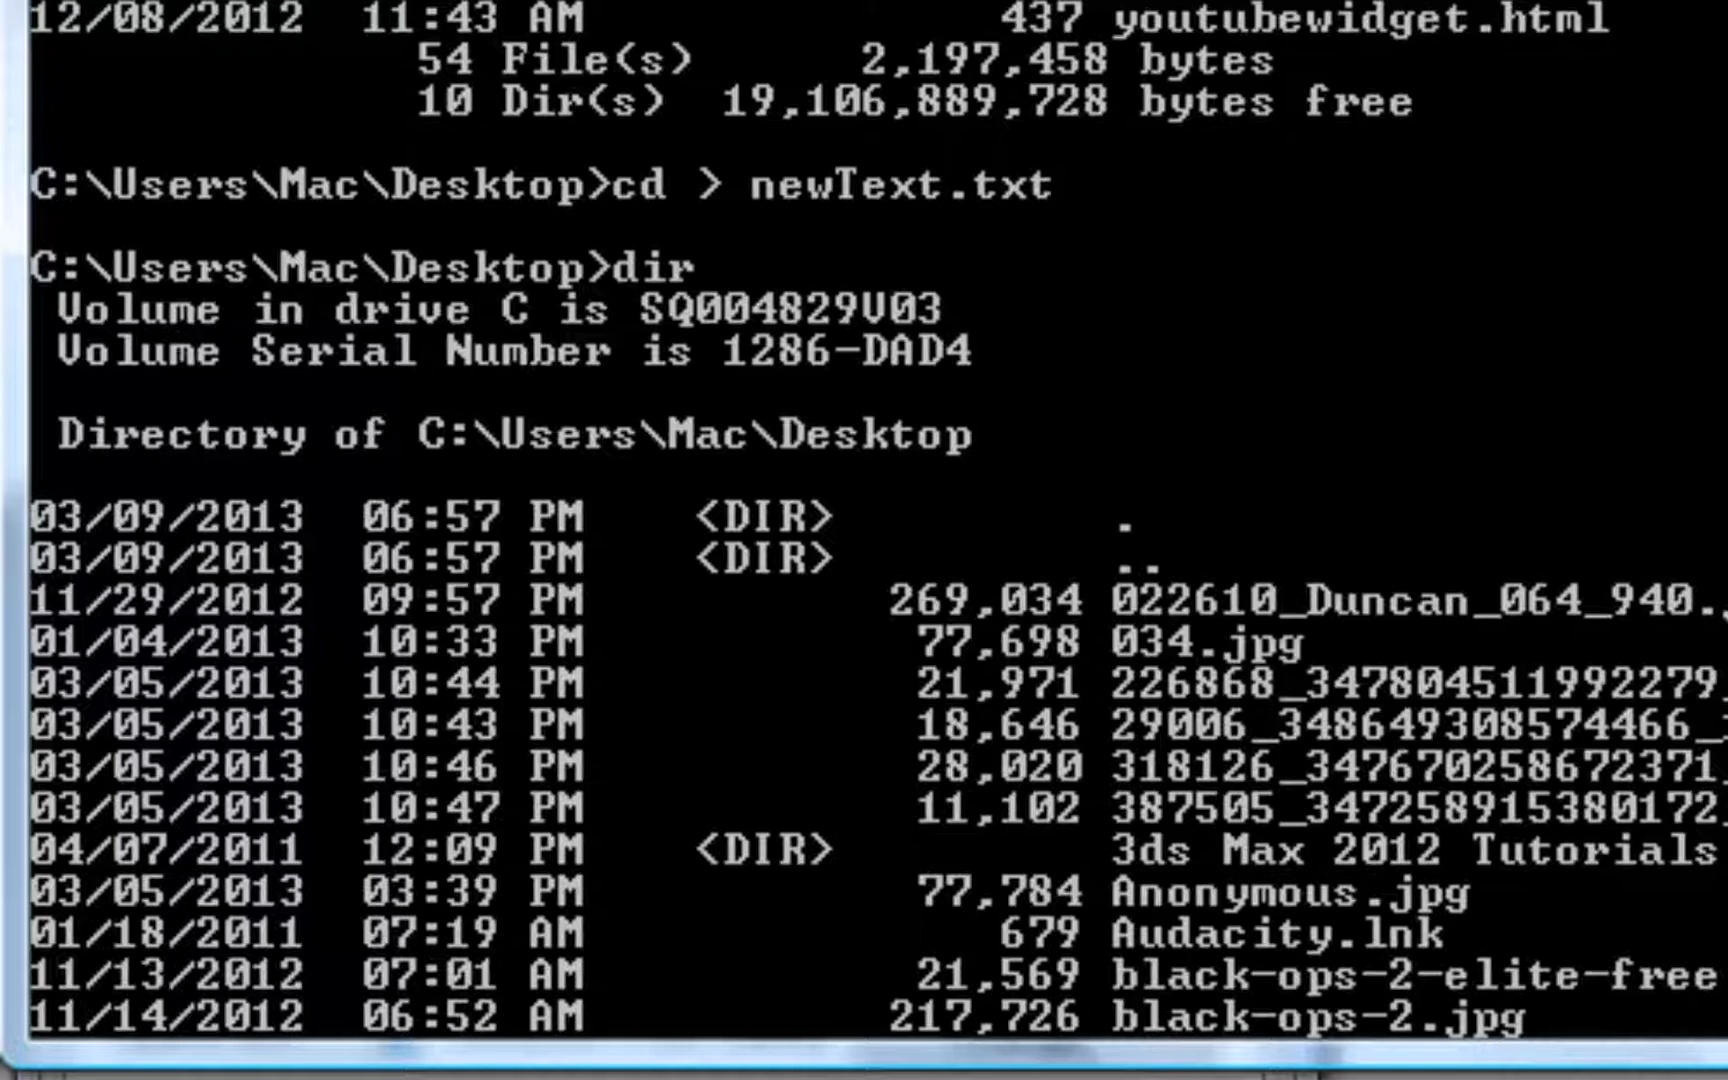 12/08/2012 11:43 AM 437 youtubewidget.html
54 File(s) 2,197,458 bytes
10 Dir(s) 19,106,889,728 bytes free
C:\Users\Mac\Desktop>cd > newText.txt
C:\Users\Mac\Desktop>dir
Volume in drive C is SQ004829V03
Volume Serial Number is 1286-DAD4
Directory of C:\Users\Mac\Desktop
03/09/2013 06:57 PM <DIR> .
03/09/2013 06:57 PM <DIR> ..
11/29/2012 09:57 PM 269,034 022610_Duncan_064_940.
01/04/2013 10:33 PM 77,698 034.jpg
03/05/2013 10:44 PM 21,971 226868_347804511992279
03/05/2013 10:43 PM 18,646 29006_348649308574466_
03/05/2013 10:46 PM 28,020 318126_347670258672371
03/05/2013 10:47 PM 11,102 387505_347258915380172
04/07/2011 12:09 PM <DIR> 3ds Max 2012 Tutorials
03/05/2013 03:39 PM 77,784 Anonymous.jpg
01/18/2011 07:19 AM 679 Audacity.lnk
11/13/2012 07:01 AM 21,569 black-ops-2-elite-free
11/14/2012 06:52 AM 217,726 black-ops-2.jpg